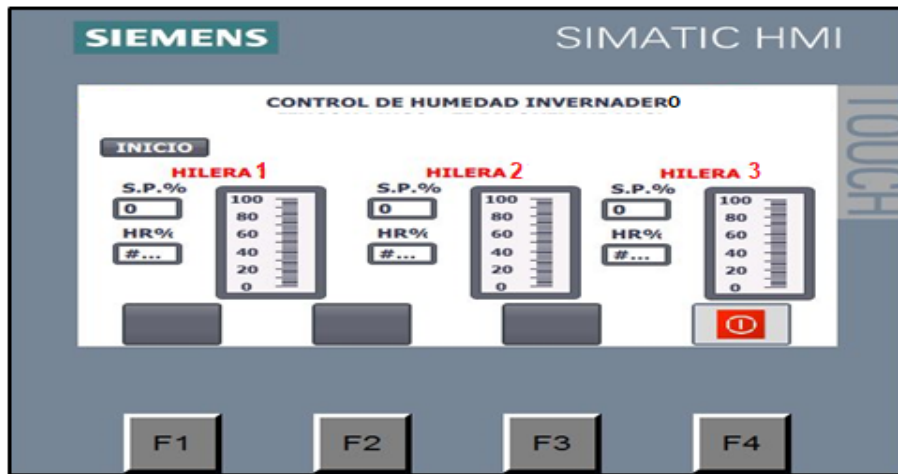 SIEMENS
SIMATIC HMI
TOUCH
CONTROL DE HUMEDAD INVERNADERO
INICIO
HILERA 1
S.P.%
0
HR%
#...
100
80
60
40
20
0
HILERA 2
S.P.%
0
HR%
#...
100
80
60
40
20
0
HILERA 3
S.P.%
0
HR%
#...
100
80
60
40
20
0
F1
F2
F3
F4